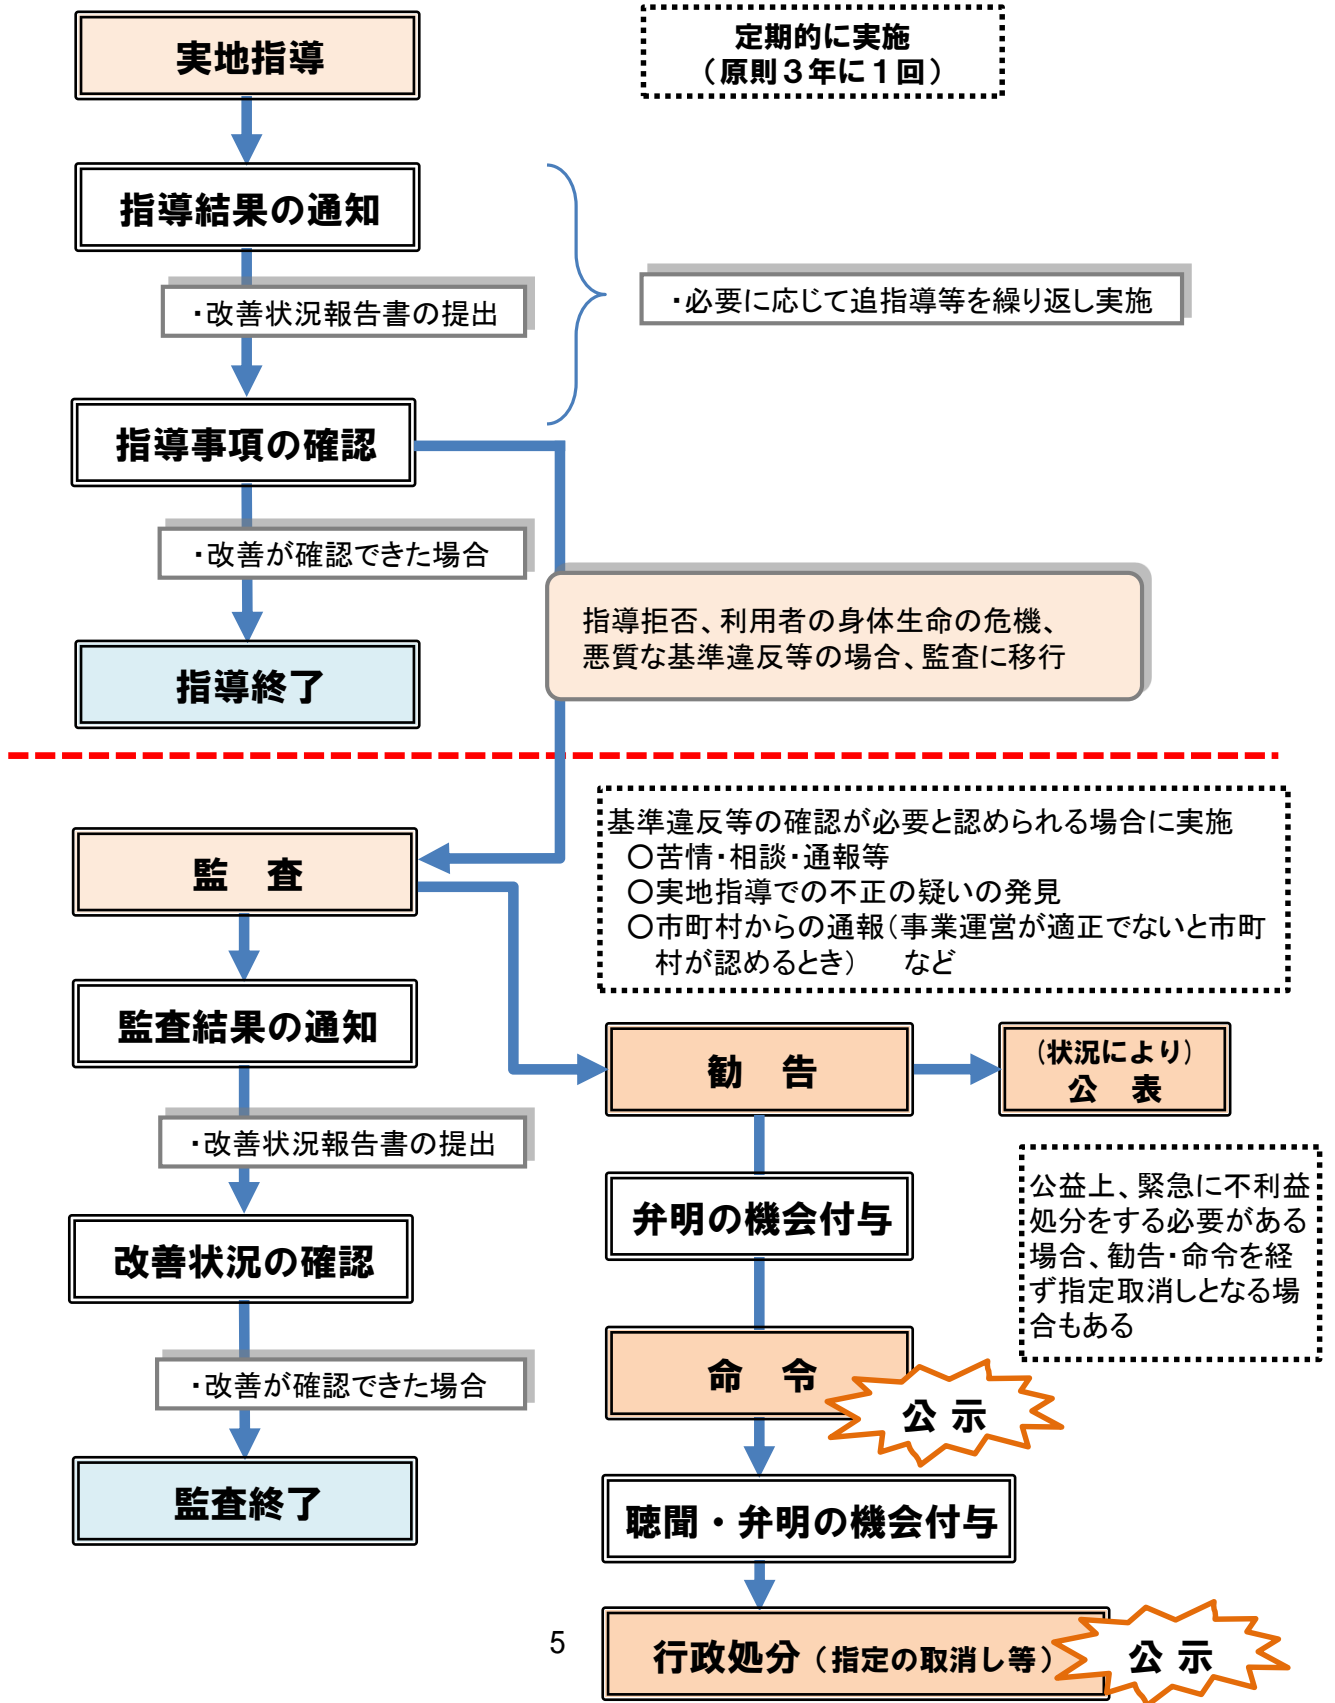 実地指導
定期的に実施
（原則３年に１回）
指導結果の通知
・改善状況報告書の提出
・必要に応じて追指導等を繰り返し実施
指導事項の確認
・改善が確認できた場合
指導拒否、利用者の身体生命の危機、
悪質な基準違反等の場合、監査に移行
指導終了
基準違反等の確認が必要と認められる場合に実施
○苦情・相談・通報等
○実地指導での不正の疑いの発見
○市町村からの通報（事業運営が適正でないと市町
村が認めるとき）　など
監　査
監査結果の通知
勧　告
（状況により）
公　表
・改善状況報告書の提出
公益上、緊急に不利益
処分をする必要がある
場合、勧告・命令を経
ず指定取消しとなる場
合もある
弁明の機会付与
改善状況の確認
命　令
公 示
・改善が確認できた場合
監査終了
聴聞・弁明の機会付与
行政処分（指定の取消し等）
公 示
5